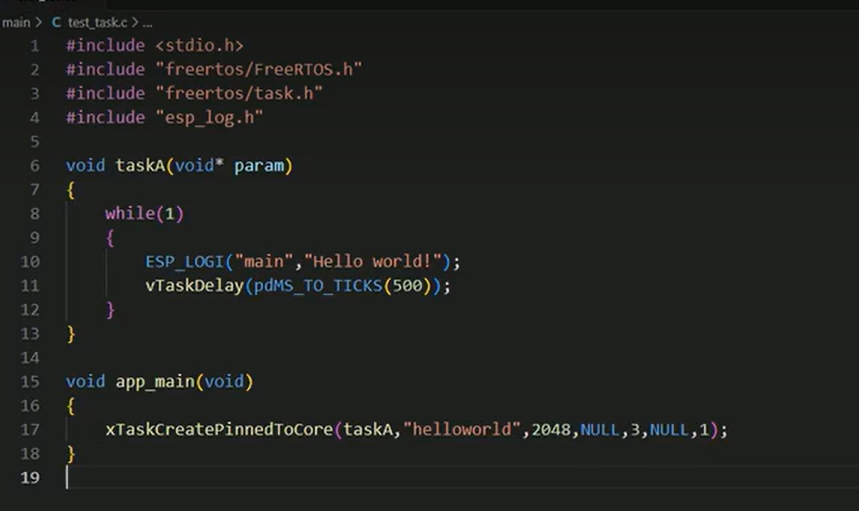 main > C test_task.c > ...
1 #include <stdio.h>
2 #include "freertos/FreeRTOS.h"
3 #include "freertos/task.h"
4 #include "esp_log.h"
5
6 void taskA(void* param)
7 {
8     while(1)
9     {
10         ESP_LOGI("main","Hello world!");
11         vTaskDelay(pdMS_TO_TICKS(500));
12     }
13 }
14
15 void app_main(void)
16 {
17     xTaskCreatePinnedToCore(taskA,"helloworld",2048,NULL,3,NULL,1);
18 }
19